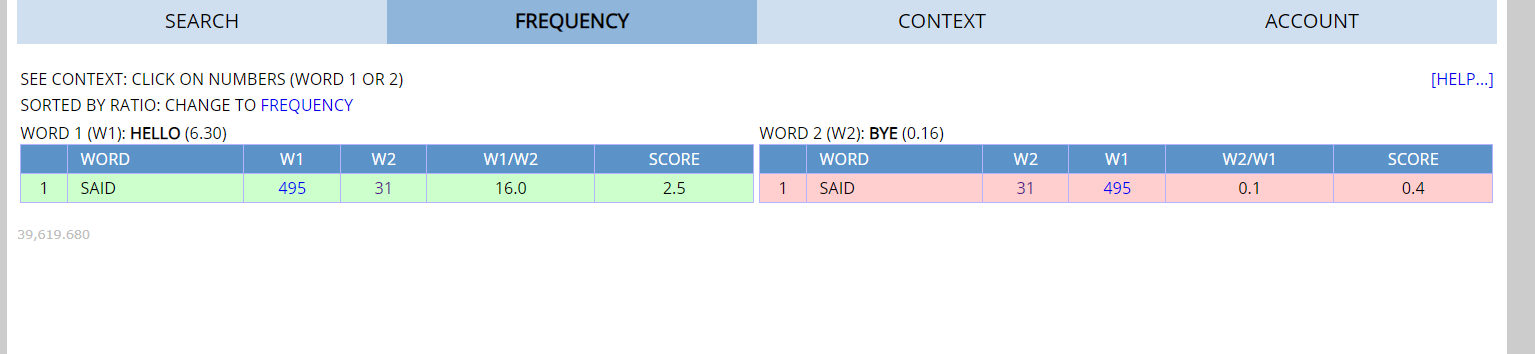 SEARCH FREQUENCY CONTEXT ACCOUNT
SEE CONTEXT: CLICK ON NUMBERS (WORD 1 OR 2) [HELP...]
SORTED BY RATIO: CHANGE TO FREQUENCY
WORD 1 (W1): HELLO (6.30) WORD 2 (W2): BYE (0.16)
WORD W1 W2 W1/W2 SCORE WORD W2 W1 W2/W1 SCORE
1 SAID 495 31 16.0 2.5 1 SAID 31 495 0.1 0.4
39,619.680